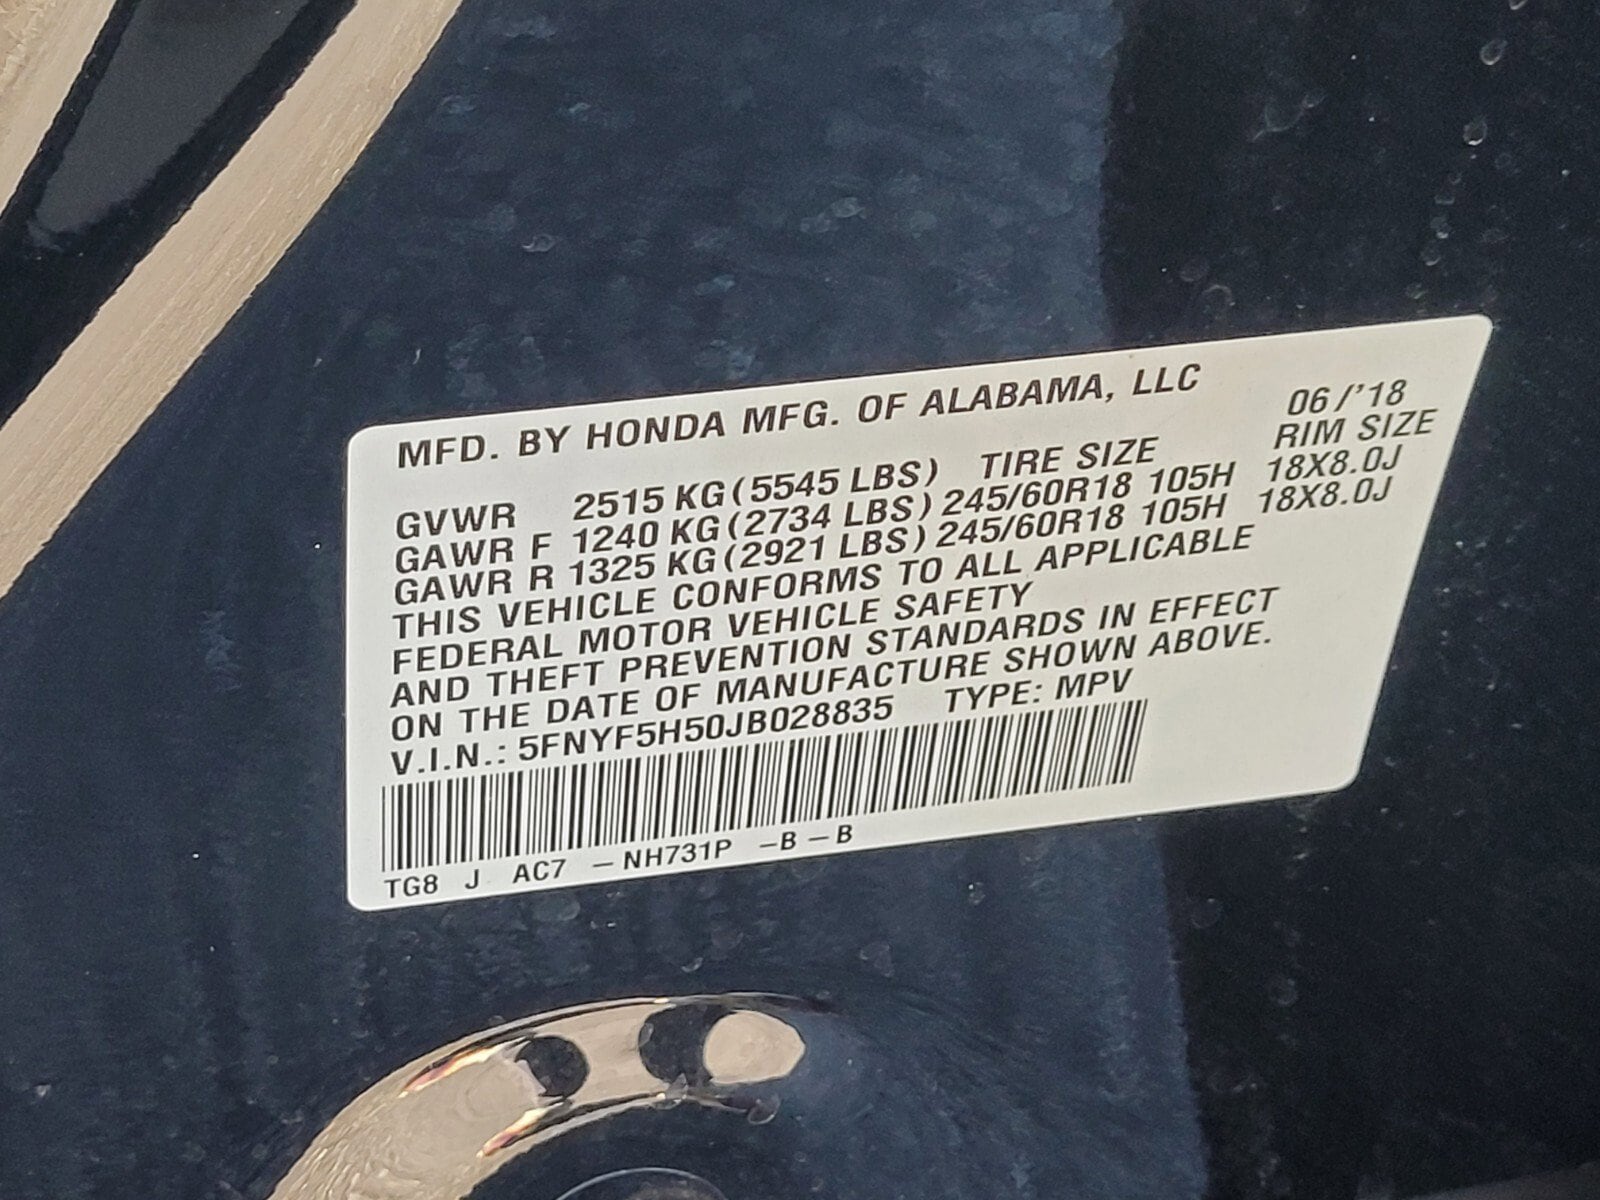 MFD. BY HONDA MFG. OF ALABAMA, LLC 06/'18
GVWR 2515 KG (5545 LBS) TIRE SIZE RIM SIZE
GAWR F 1240 KG (2734 LBS) 245/60R18 105H 18X8.0J
GAWR R 1325 KG (2921 LBS) 245/60R18 105H 18X8.0J
THIS VEHICLE CONFORMS TO ALL APPLICABLE
FEDERAL MOTOR VEHICLE SAFETY
AND THEFT PREVENTION STANDARDS IN EFFECT
ON THE DATE OF MANUFACTURE SHOWN ABOVE.
V.I.N.: 5FNYF5H50JB028835 TYPE: MPV
TG8 J AC7 – NH731P –B – B